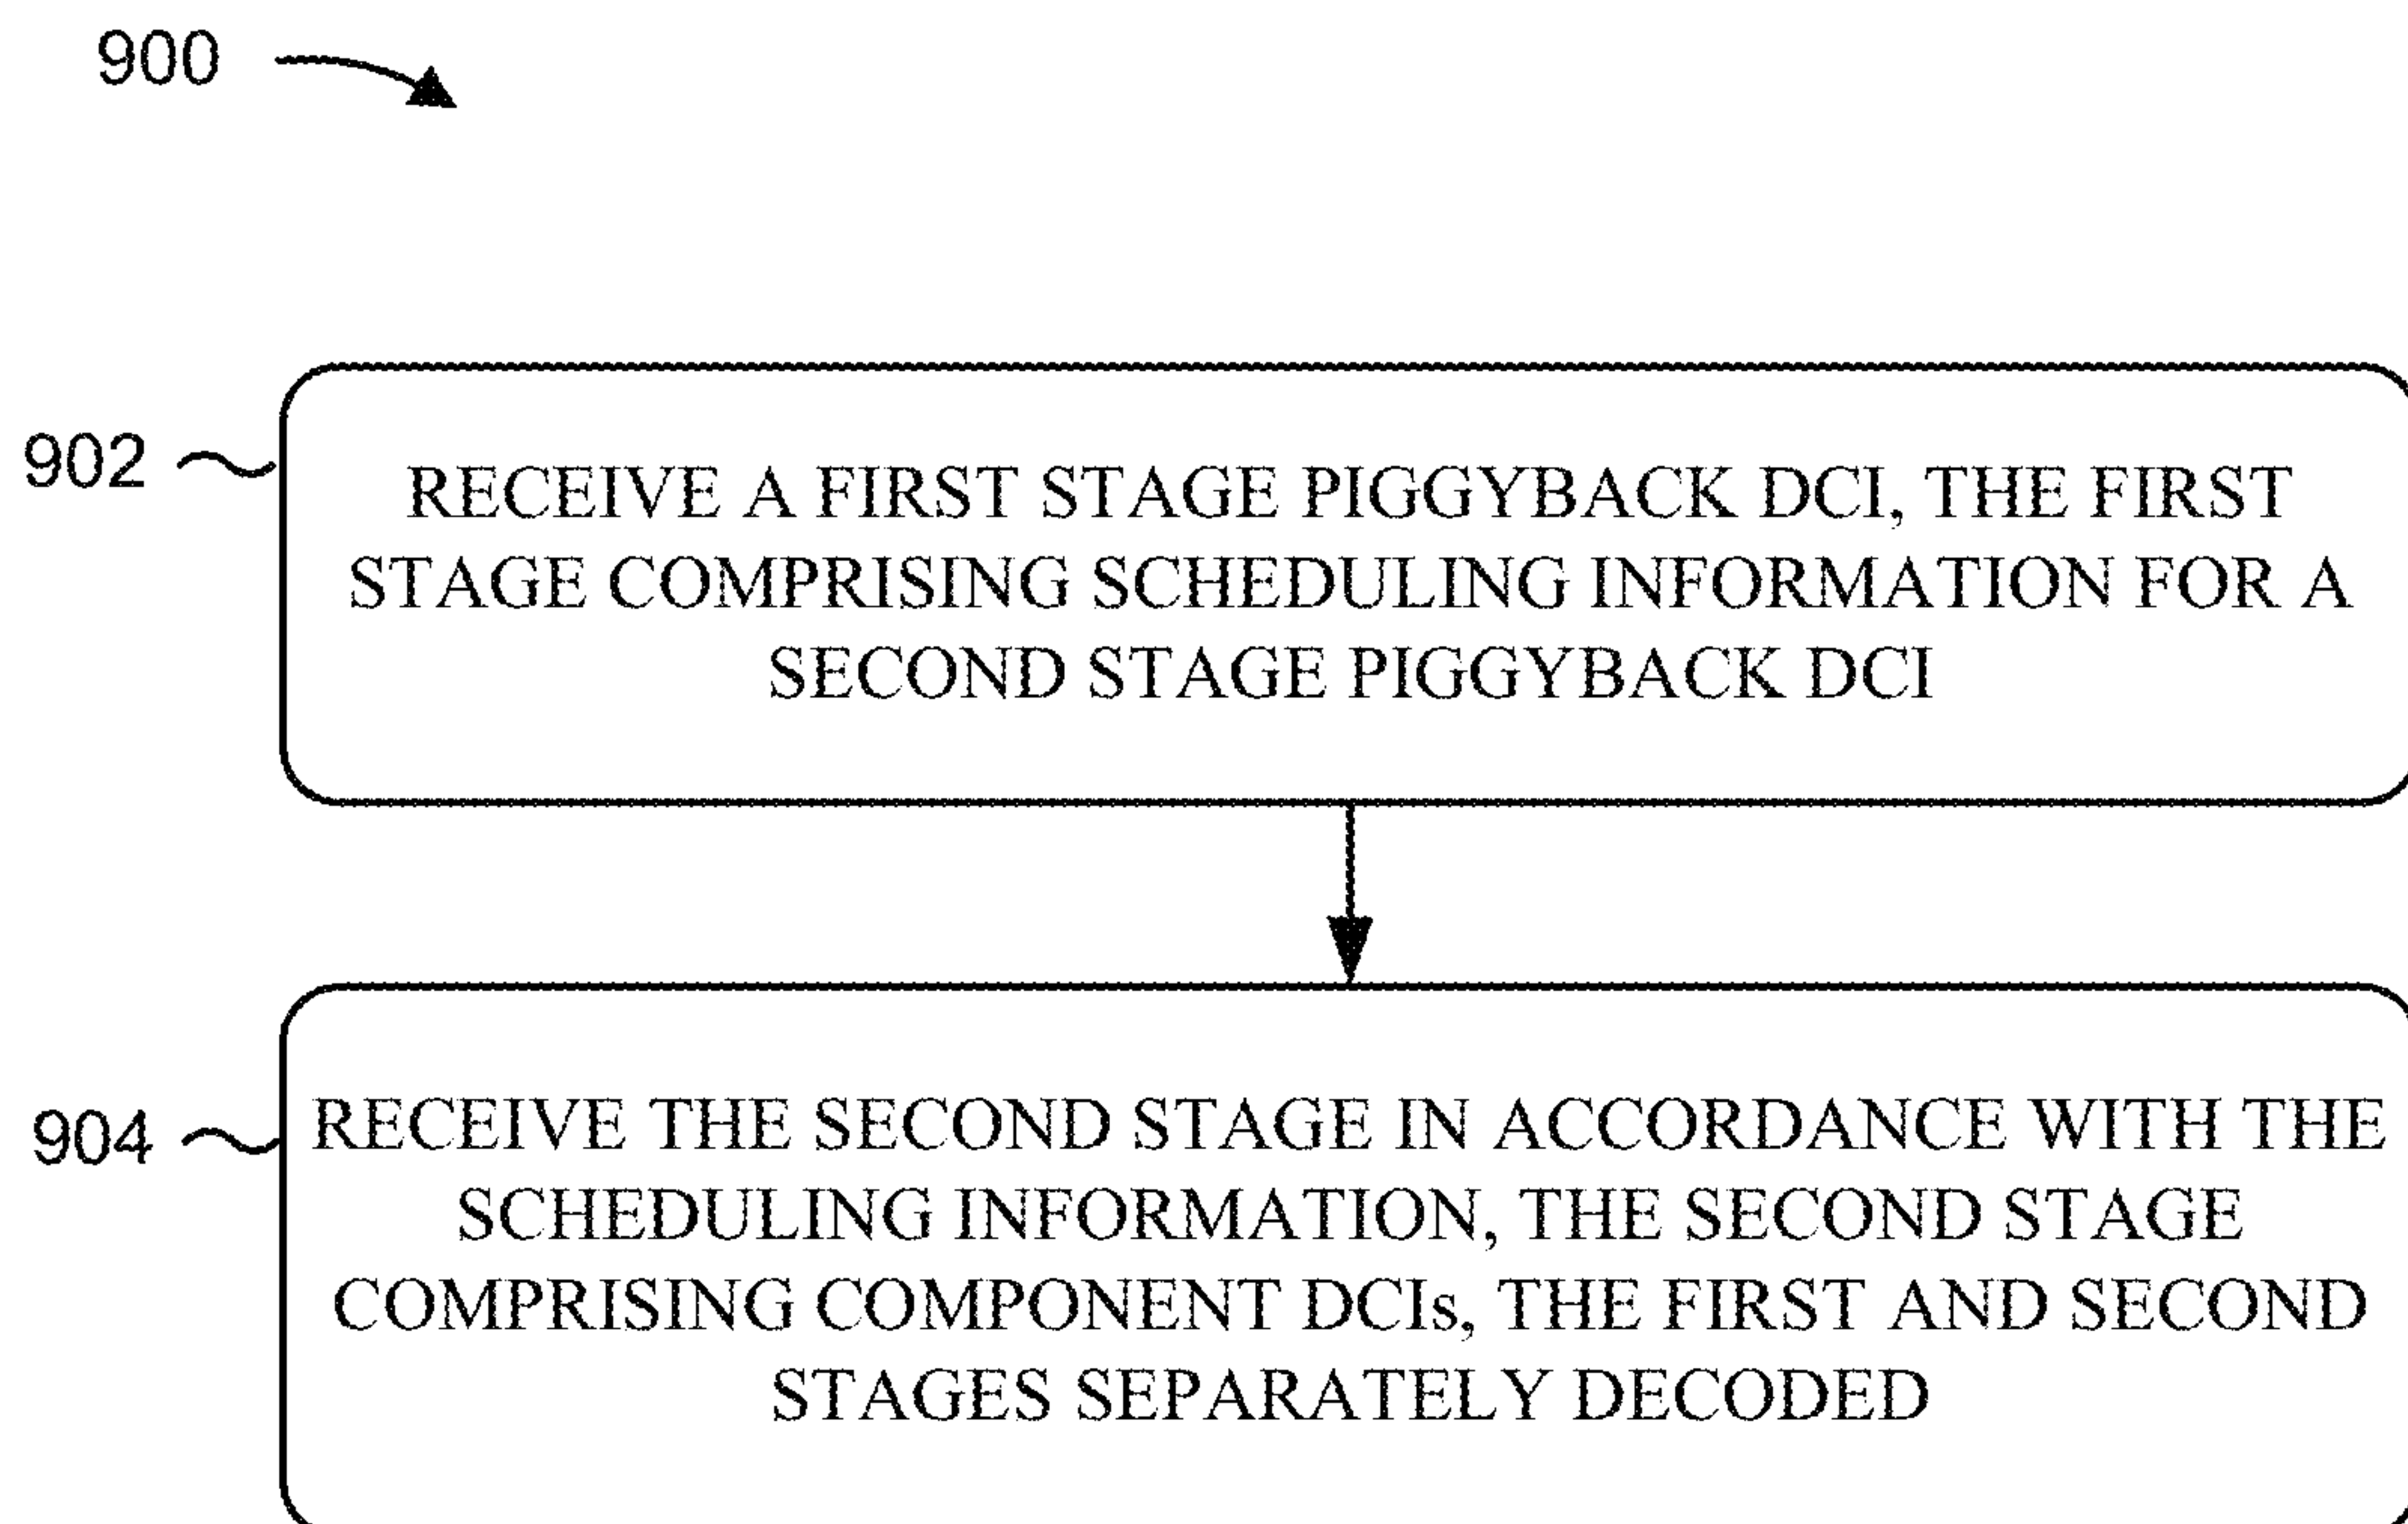 900
902
RECEIVE A FIRST STAGE PIGGYBACK DCI, THE FIRST
STAGE COMPRISING SCHEDULING INFORMATION FOR A
SECOND STAGE PIGGYBACK DCI
904
RECEIVE THE SECOND STAGE IN ACCORDANCE WITH THE
SCHEDULING INFORMATION, THE SECOND STAGE
COMPRISING COMPONENT DCIs, THE FIRST AND SECOND
STAGES SEPARATELY DECODED